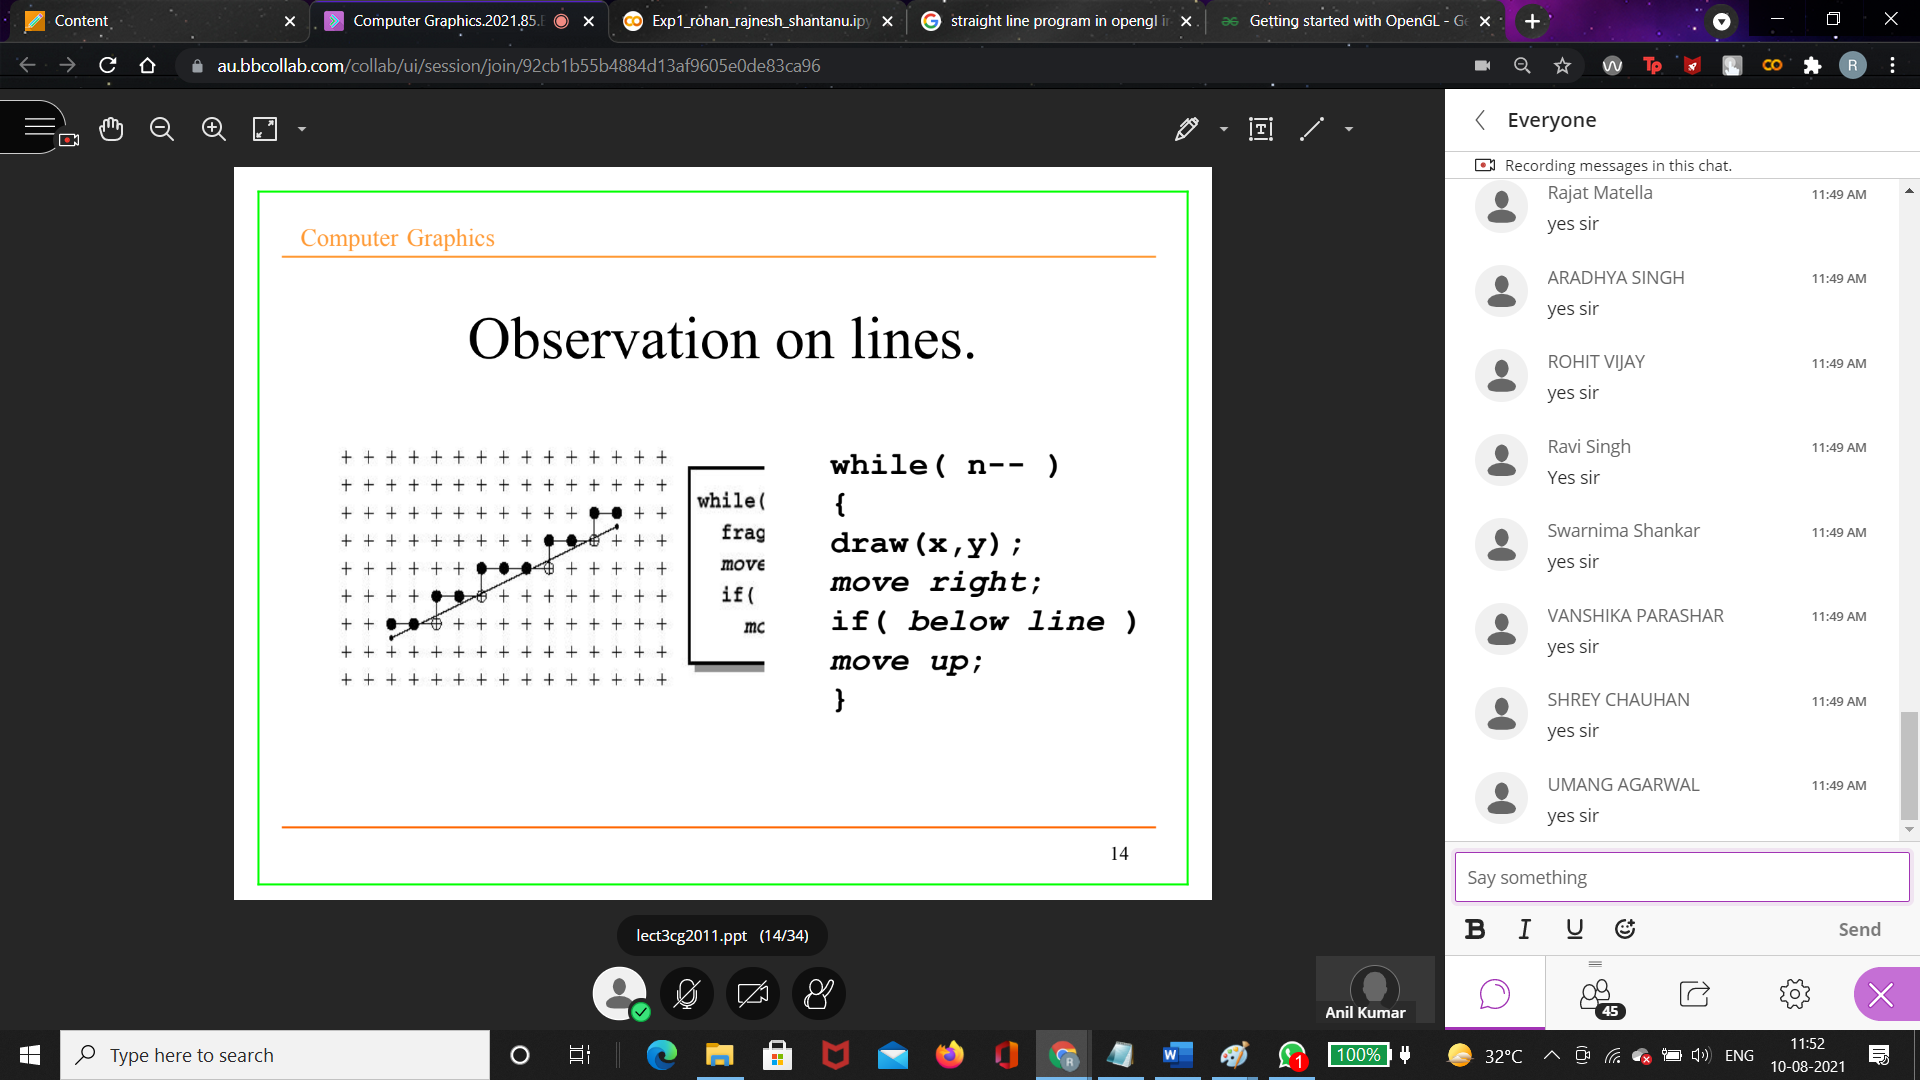 Content
Computer Graphics.2021.85.
Exp1_rohan_rajnesh_shantanu.ipy
straight line program in opengl i
Getting started with OpenGL - Ge
au.bbcollab.com/collab/ui/session/join/92cb1b55b4884d13af9605e0de83ca96
R
Computer Graphics
Observation on lines.
while(
frag
move
if(
mo
while( n-- )
{
draw(x,y);
move right;
if( below line )
move up;
}
14
lect3cg2011.ppt (14/34)
Anil Kumar
Everyone
Recording messages in this chat.
Rajat Matella 11:49 AM
yes sir
ARADHYA SINGH 11:49 AM
yes sir
ROHIT VIJAY 11:49 AM
yes sir
Ravi Singh 11:49 AM
Yes sir
Swarnima Shankar 11:49 AM
yes sir
VANSHIKA PARASHAR 11:49 AM
yes sir
SHREY CHAUHAN 11:49 AM
yes sir
UMANG AGARWAL 11:49 AM
yes sir
Say something
B I U Send
45
Type here to search
100%
32°C
ENG
11:52
10-08-2021